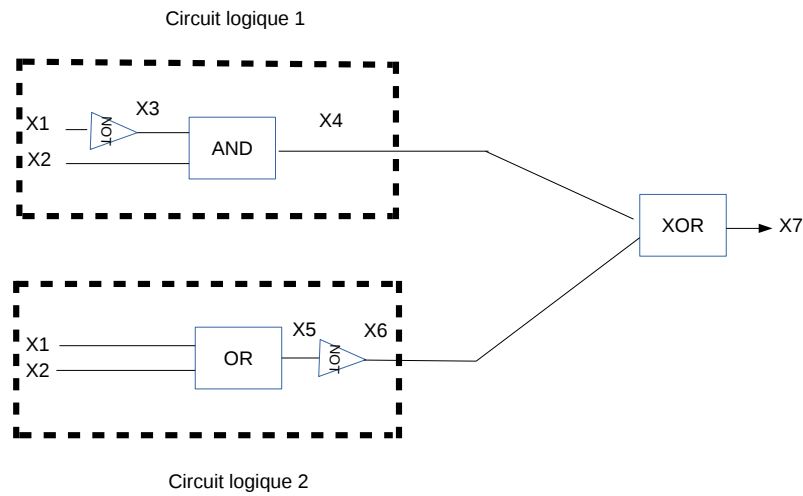 Circuit logique 1
X1
NOT
X3
X2
AND
X4
XOR
X7
X1
X2
OR
X5
NOT
X6
Circuit logique 2